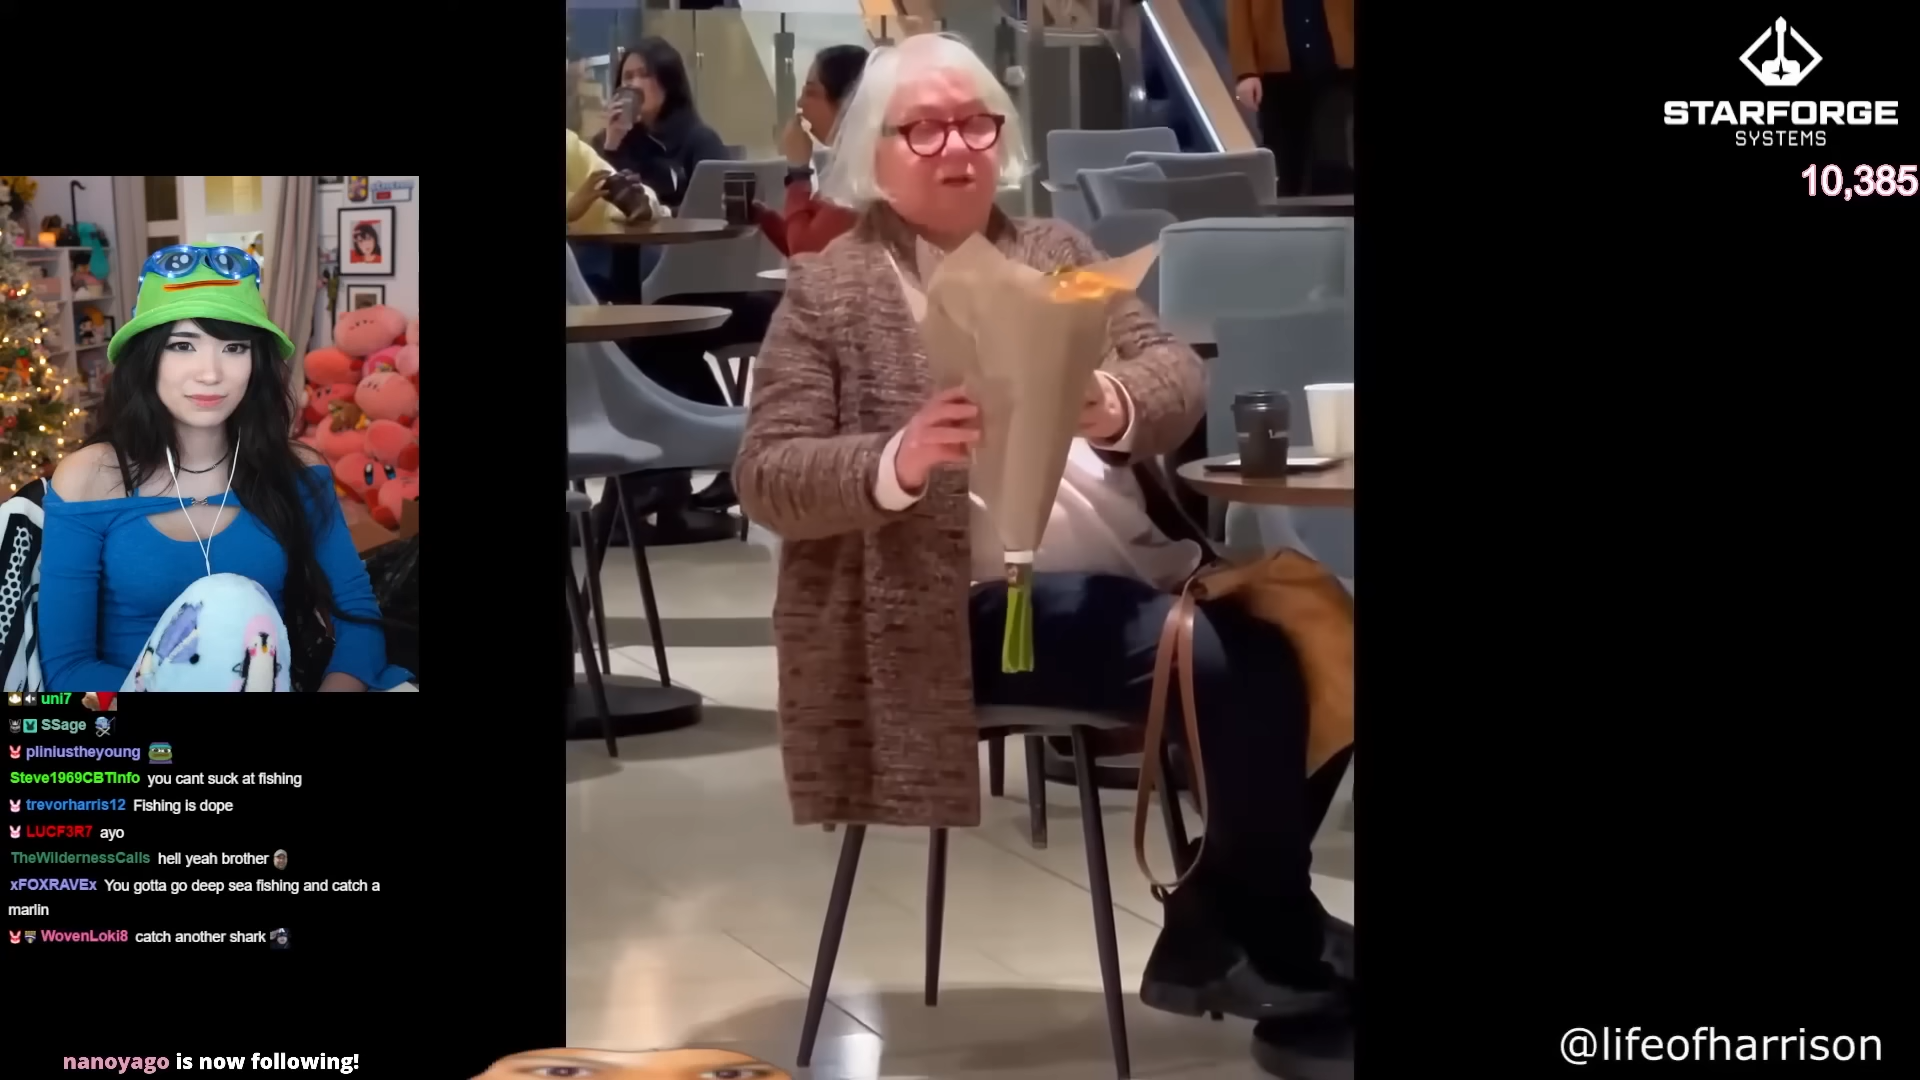 STARFORGE
SYSTEMS
10,385
uni7
SSage
pliniustheyoung
Steve1969CBTInfo you cant suck at fishing
trevorharris12 Fishing is dope
LUCF3R7 ayo
TheWildernessCalls hell yeah brother
xFOXRAVEx You gotta go deep sea fishing and catch a
marlin
WovenLoki8 catch another shark
nanoyago is now following!
@lifeofharrison